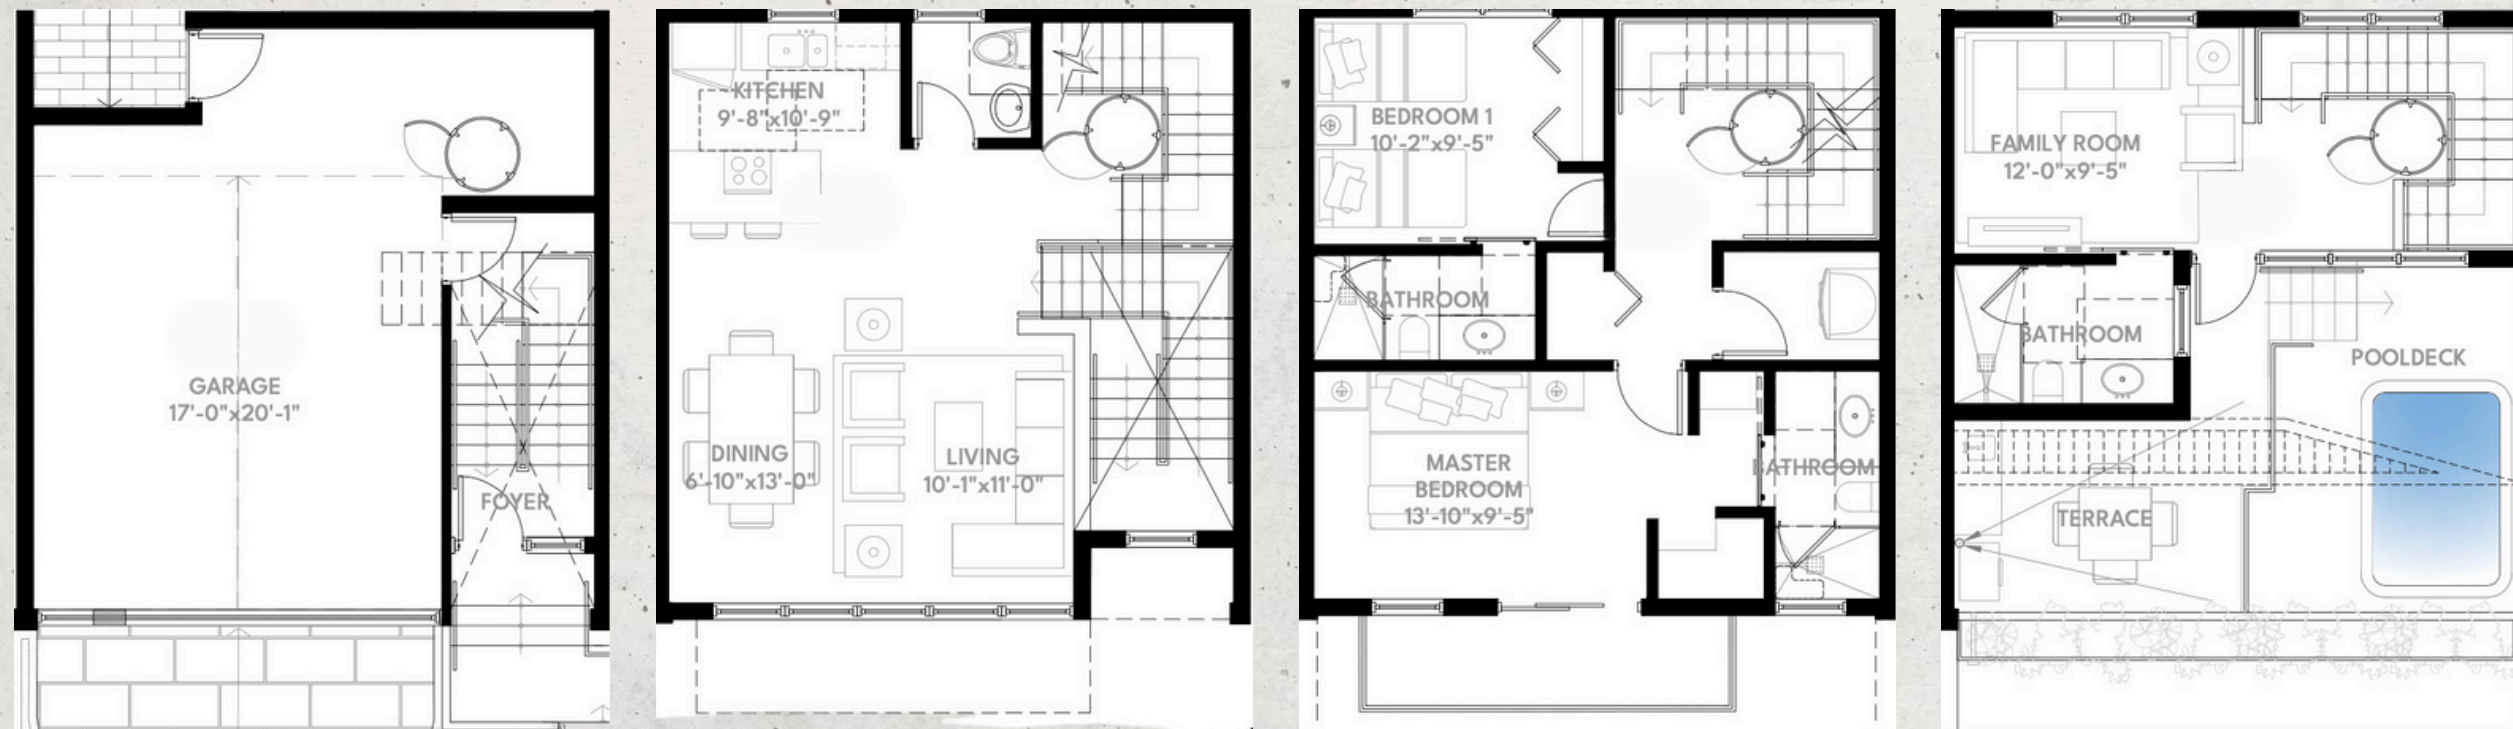 GARAGE
17'-0"x20'-1"
FOYER
KITCHEN
9'-8"x10'-9"
DINING
6'-10"x13'-0"
LIVING
10'-1"x11'-0"
BEDROOM 1
10'-2"x9'-5"
BATHROOM
MASTER
BEDROOM
13'-10"x9'-5"
BATHROOM
FAMILY ROOM
12'-0"x9'-5"
BATHROOM
POOLDECK
TERRACE